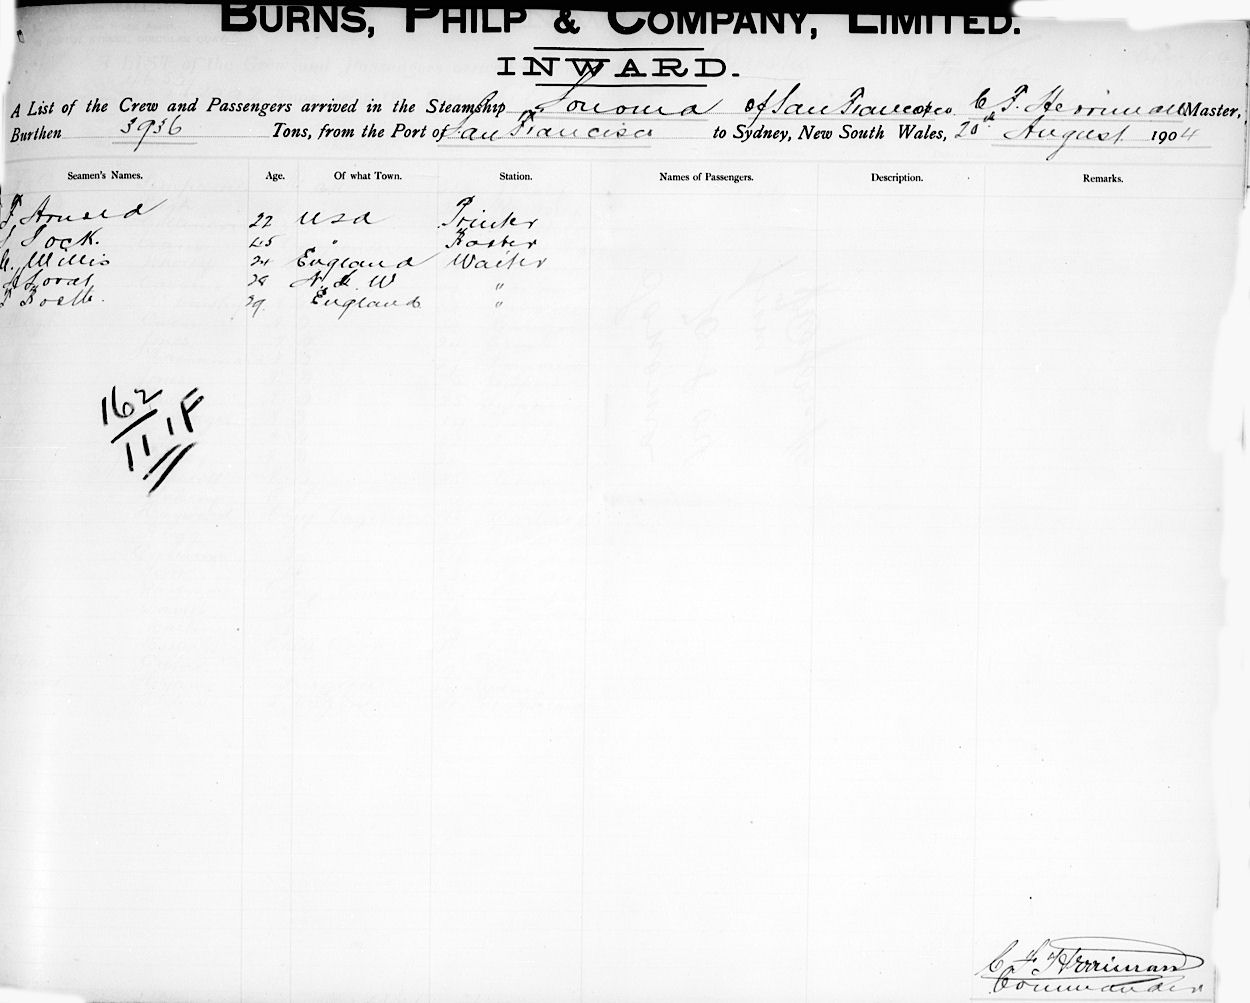 BURNS, PHILP & COMPANY, LIMITED.
INWARD.
A List of the Crew and Passengers arrived in the Steamship Sonoma of San Francisco C F. Herriman Master,
Burthen 3936 Tons, from the Port of San Francisco to Sydney, New South Wales, 20th August 1904
Seamen's Names. Age. Of what Town. Station. Names of Passengers. Description. Remarks.
F Arnold 22 USA Printer
Jock. 45 " Porter
Willis 24 England Waiter
28 N. S. W "
29. England "
162
11 1F
C F Herriman
Commander